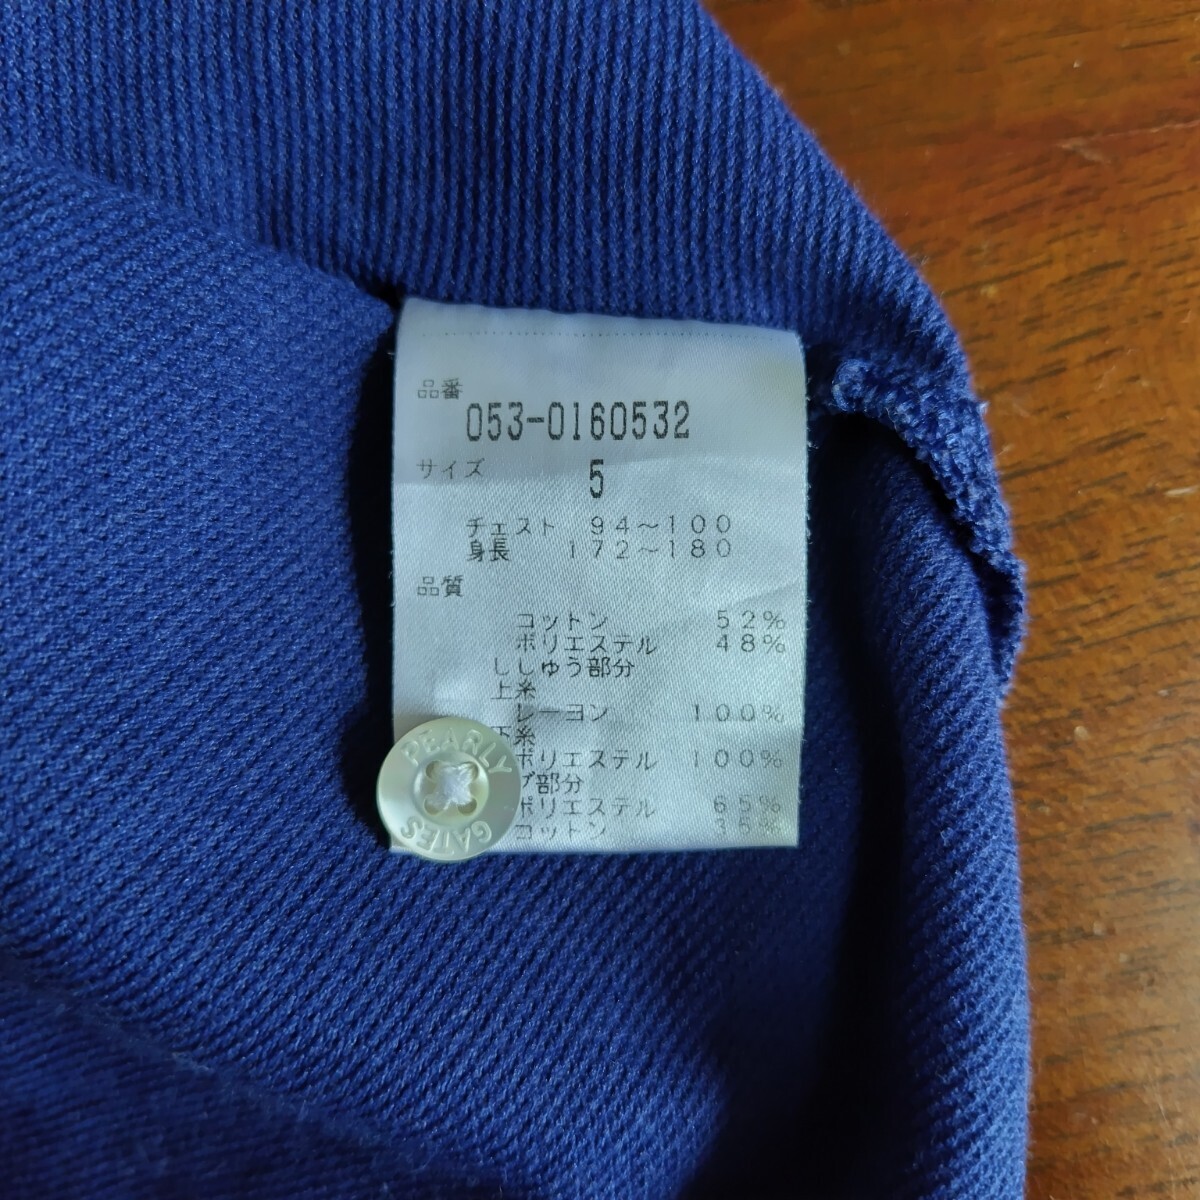 品番
053-0160532
サイズ 5
チェスト 94～100
身長 172～180
品質
コットン 52%
ポリエステル 48%
ししゅう部分
上糸
レーヨン 100%
下糸
ポリエステル 100%
部分
ポリエステル 65%
コットン 35%
PEARLY GATES